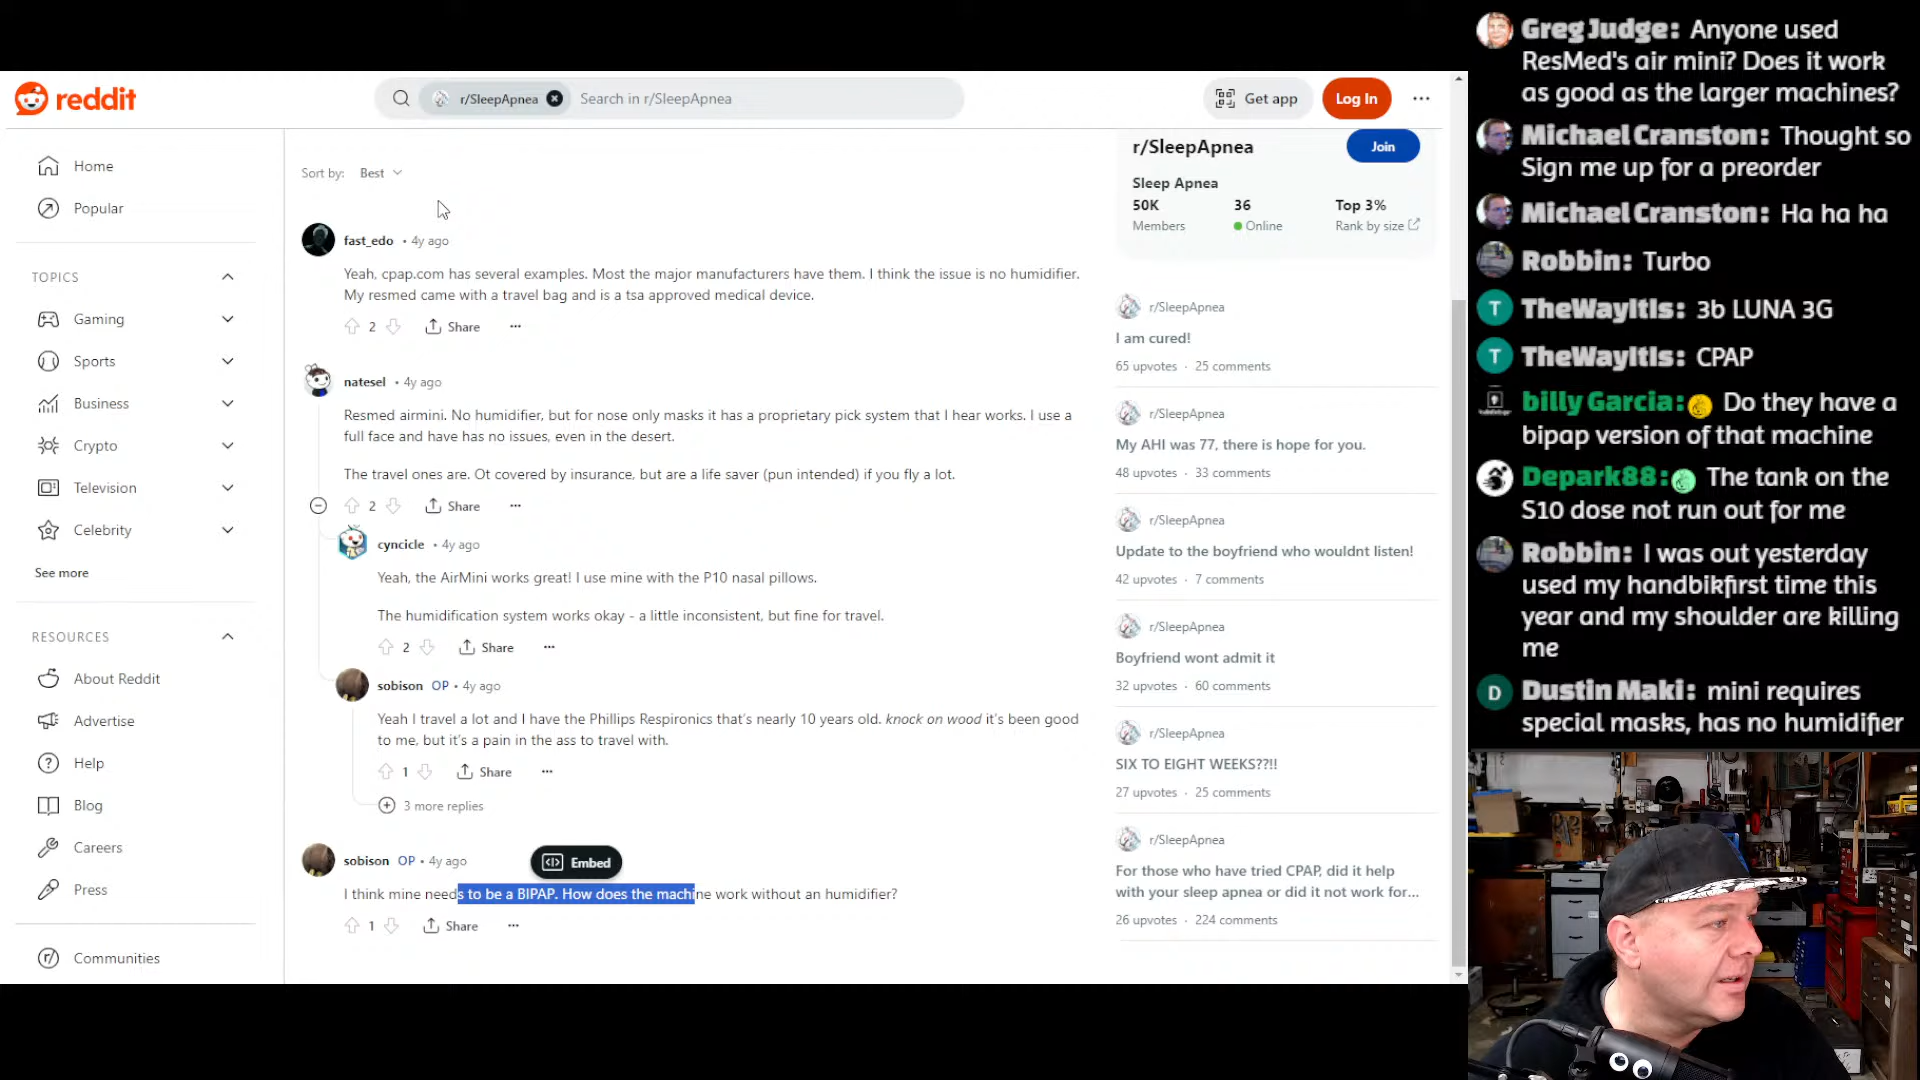 reddit
r/SleepApnea
Search in r/SleepApnea
Get app
Log In
Home
Popular
TOPICS
Gaming
Sports
Business
Crypto
Television
Celebrity
See more
RESOURCES
About Reddit
Advertise
Help
Blog
Careers
Press
Communities
Sort by: Best
fast_edo • 4y ago
Yeah, cpap.com has several examples. Most the major manufacturers have them. I think the issue is no humidifier.
My resmed came with a travel bag and is a tsa approved medical device.
2 Share
natesel • 4y ago
Resmed airmini. No humidifier, but for nose only masks it has a proprietary pick system that I hear works. I use a
full face and have has no issues, even in the desert.
The travel ones are. Ot covered by insurance, but are a life saver (pun intended) if you fly a lot.
2 Share
cyncicle • 4y ago
Yeah, the AirMini works great! I use mine with the P10 nasal pillows.
The humidification system works okay - a little inconsistent, but fine for travel.
2 Share
sobison OP • 4y ago
Yeah I travel a lot and I have the Phillips Respironics that's nearly 10 years old. knock on wood it's been good
to me, but it's a pain in the ass to travel with.
1 Share
3 more replies
sobison OP • 4y ago
Embed
I think mine needs to be a BIPAP. How does the machine work without an humidifier?
1 Share
r/SleepApnea
Join
Sleep Apnea
50K 36 Top 3%
Members Online Rank by size
r/SleepApnea
I am cured!
65 upvotes · 25 comments
r/SleepApnea
My AHI was 77, there is hope for you.
48 upvotes · 33 comments
r/SleepApnea
Update to the boyfriend who wouldnt listen!
42 upvotes · 7 comments
r/SleepApnea
Boyfriend wont admit it
32 upvotes · 60 comments
r/SleepApnea
SIX TO EIGHT WEEKS??!!
27 upvotes · 25 comments
r/SleepApnea
For those who have tried CPAP, did it help
with your sleep apnea or did it not work for...
26 upvotes · 224 comments
Greg Judge: Anyone used
ResMed's air mini? Does it work
as good as the larger machines?
Michael Cranston: Thought so
Sign me up for a preorder
Michael Cranston: Ha ha ha
Robbin: Turbo
T TheWayItIs: 3b LUNA 3G
T TheWayItIs: CPAP
billy Garcia: Do they have a
bipap version of that machine
Depark88: The tank on the
S10 dose not run out for me
Robbin: I was out yesterday
used my handbikfirst time this
year and my shoulder are killing
me
D Dustin Maki: mini requires
special masks, has no humidifier